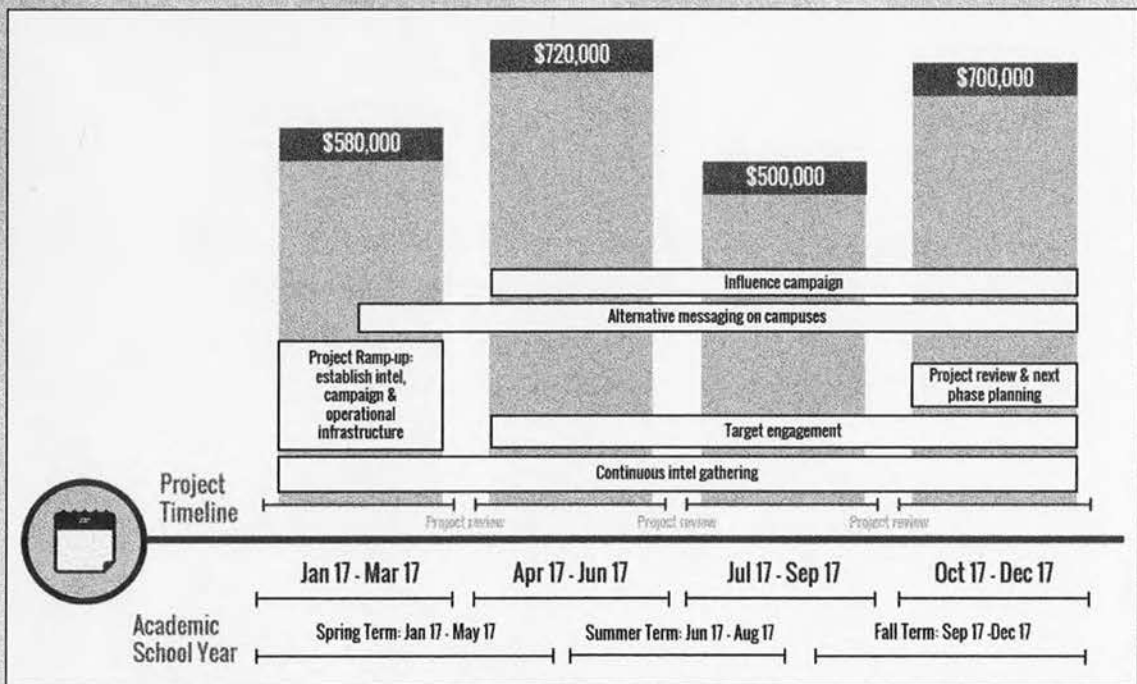 $580,000
$720,000
$500,000
$700,000
Influence campaign
Alternative messaging on campuses
Project Ramp-up:
establish intel,
campaign &
operational
infrastructure
Project review & next
phase planning
Target engagement
Continuous intel gathering
Project
Timeline
Project review
Project review
Project review
Jan 17 - Mar 17
Apr 17 - Jun 17
Jul 17 - Sep 17
Oct 17 - Dec 17
Academic
School Year
Spring Term: Jan 17 - May 17
Summer Term: Jun 17 - Aug 17
Fall Term: Sep 17 -Dec 17